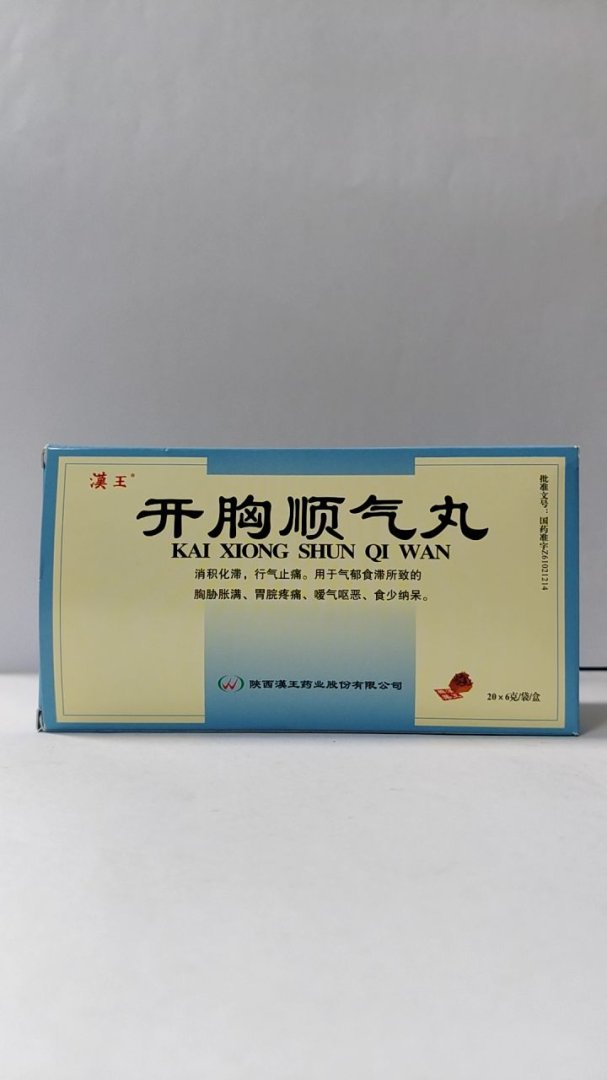 漢王®
开胸顺气丸
KAI XIONG SHUN QI WAN
消积化滞，行气止痛。用于气郁食滞所致的
胸胁胀满、胃脘疼痛、嗳气呕恶、食少纳呆。
陕西漢王药业股份有限公司
20×6克/袋/盒
批准文号：国药准字Z61021214